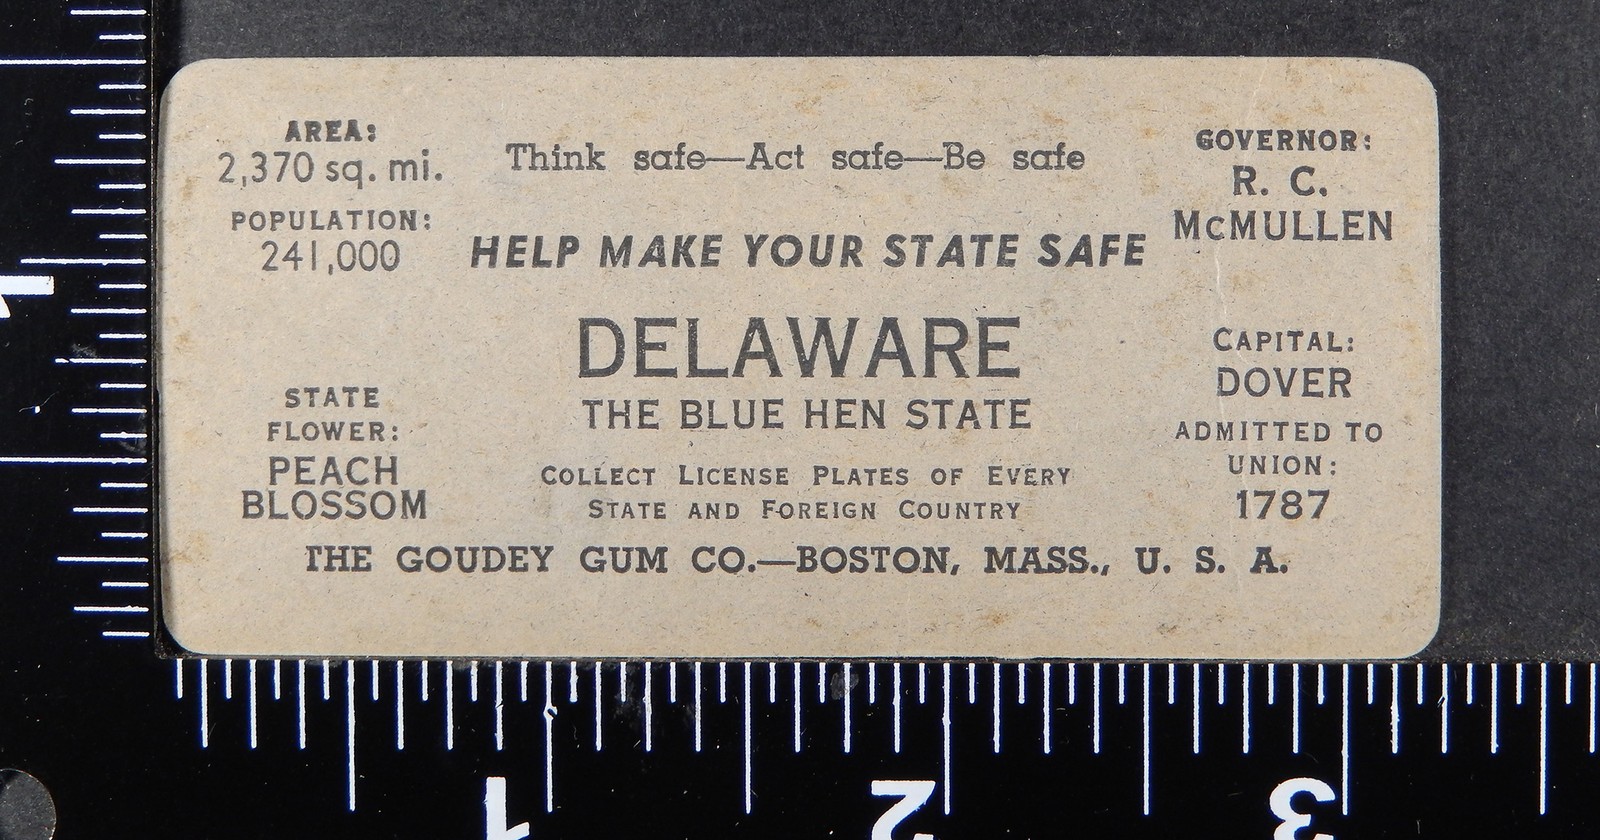 AREA:
2,370 sq. mi.
POPULATION:
241,000
STATE
FLOWER:
PEACH
BLOSSOM
Think safe—Act safe—Be safe
HELP MAKE YOUR STATE SAFE
DELAWARE
THE BLUE HEN STATE
COLLECT LICENSE PLATES OF EVERY
STATE AND FOREIGN COUNTRY
GOVERNOR:
R. C.
McMULLEN
CAPITAL:
DOVER
ADMITTED TO
UNION:
1787
THE GOUDEY GUM CO.—BOSTON, MASS., U. S. A.
1
1
2
3